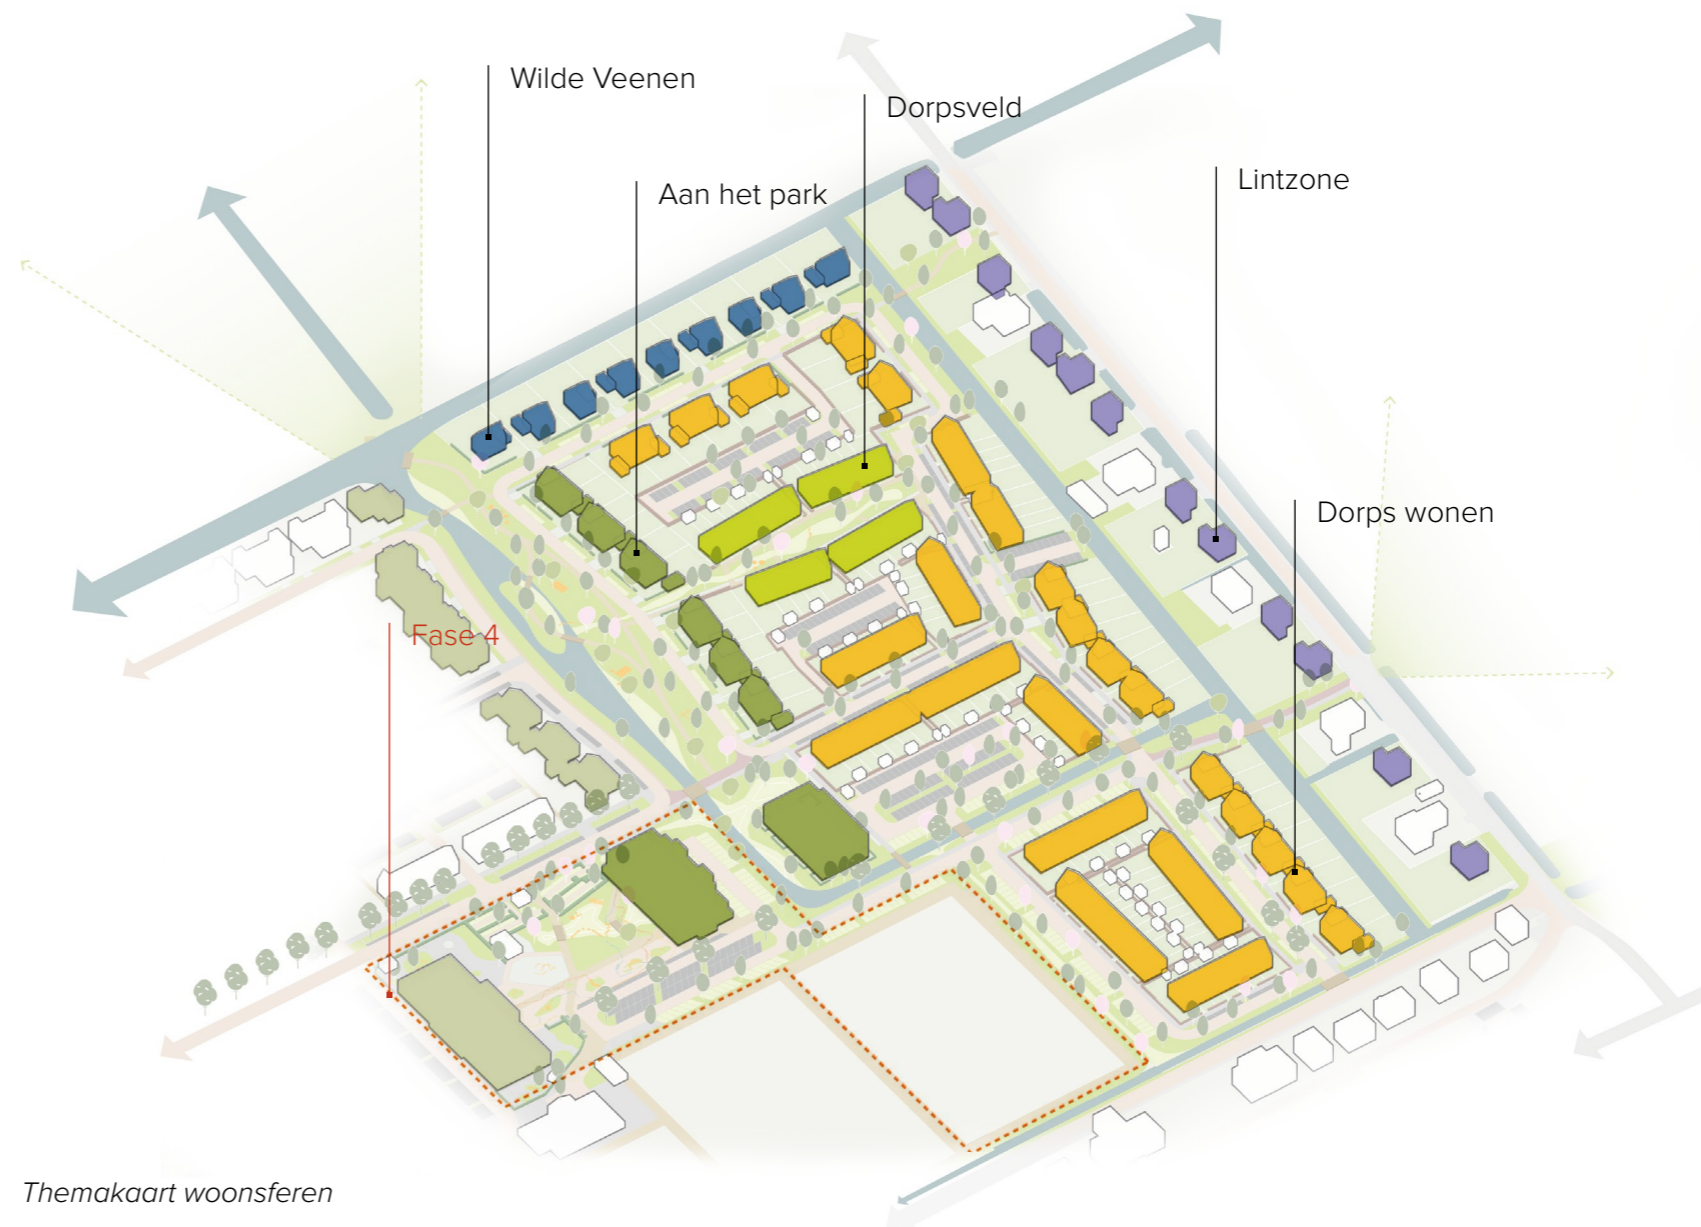 Wilde Veenen
Dorpsveld
Aan het park
Lintzone
Dorps wonen
Fase 4
Themakaart woonsferen